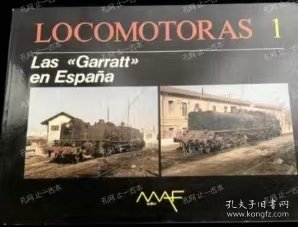 LOCOMOTORAS 1
Las «Garratt»
en España
MAF
孔夫子旧书网
www.kongfz.com